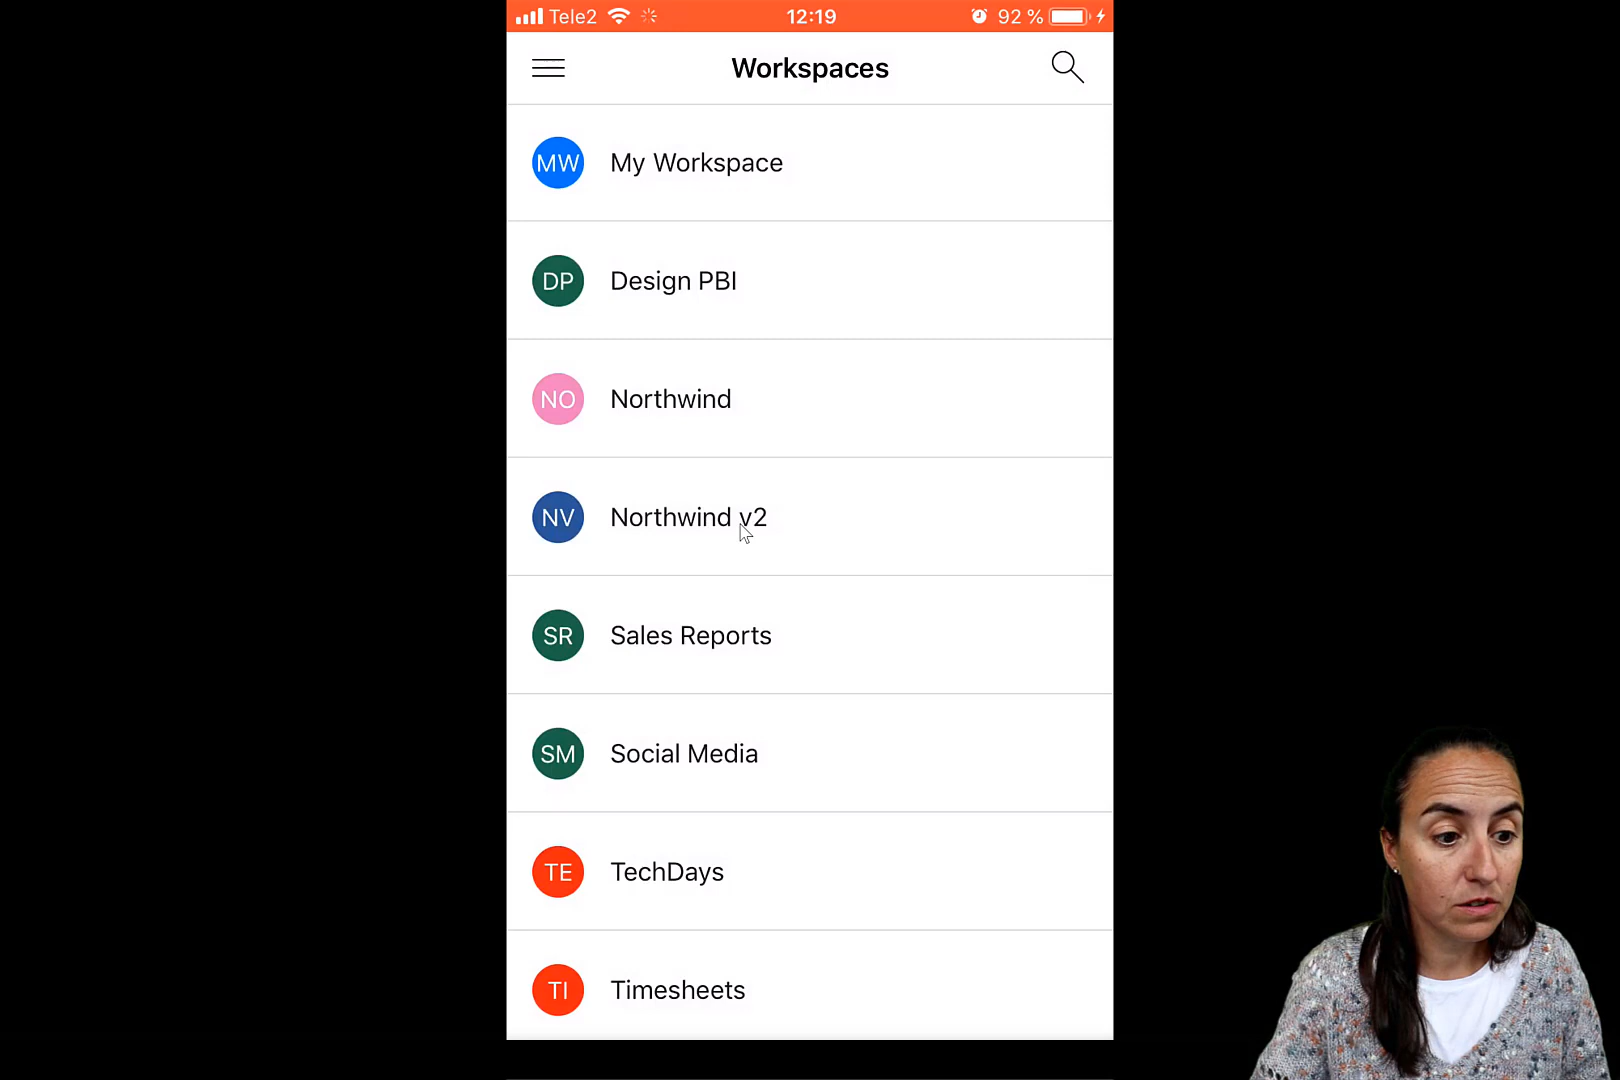 Tele2 12:19 92 %
Workspaces
MW My Workspace
DP Design PBI
NO Northwind
NV Northwind v2
SR Sales Reports
SM Social Media
TE TechDays
TI Timesheets